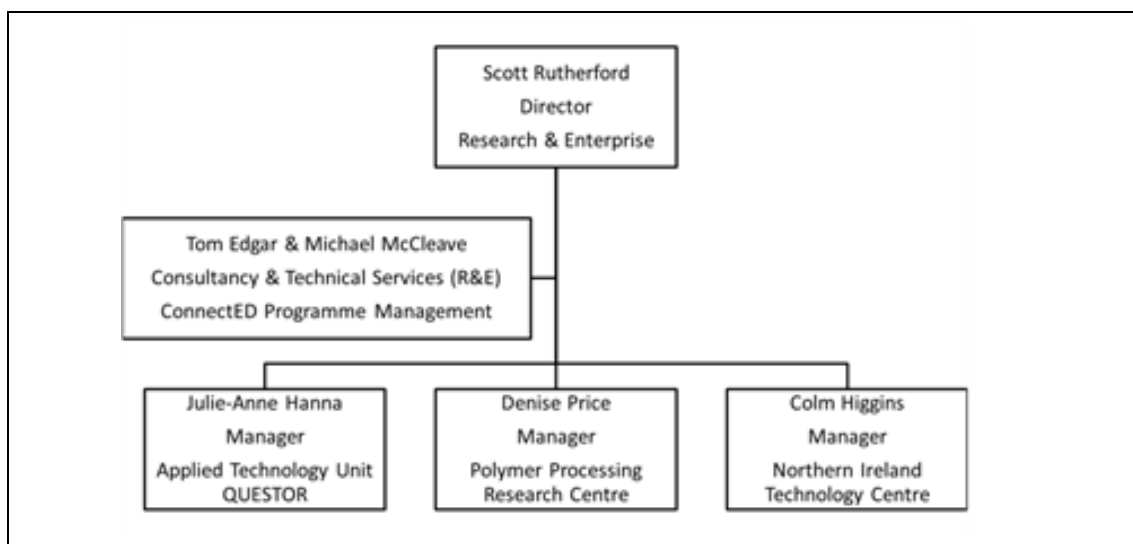 Scott Rutherford
Director
Research & Enterprise
Tom Edgar & Michael McCleave
Consultancy & Technical Services (R&E)
ConnectED Programme Management
Julie-Anne Hanna
Manager
Applied Technology Unit
QUESTOR
Denise Price
Manager
Polymer Processing
Research Centre
Colm Higgins
Manager
Northern Ireland
Technology Centre